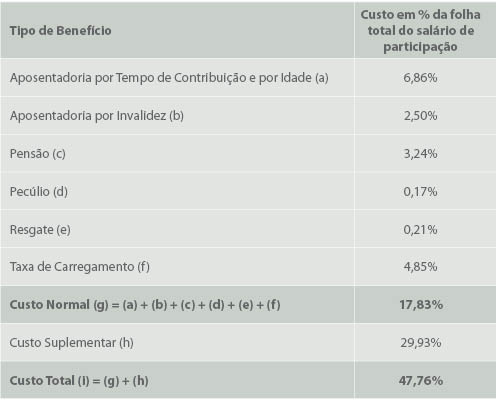 Tipo de Benefício
Custo em % da folha
total do salário de
participação
Aposentadoria por Tempo de Contribuição e por Idade (a)
6,86%
Aposentadoria por Invalidez (b)
2,50%
Pensão (c)
3,24%
Pecúlio (d)
0,17%
Resgate (e)
0,21%
Taxa de Carregamento (f)
4,85%
Custo Normal (g) = (a) + (b) + (c) + (d) + (e) + (f)
17,83%
Custo Suplementar (h)
29,93%
Custo Total (i) = (g) + (h)
47,76%